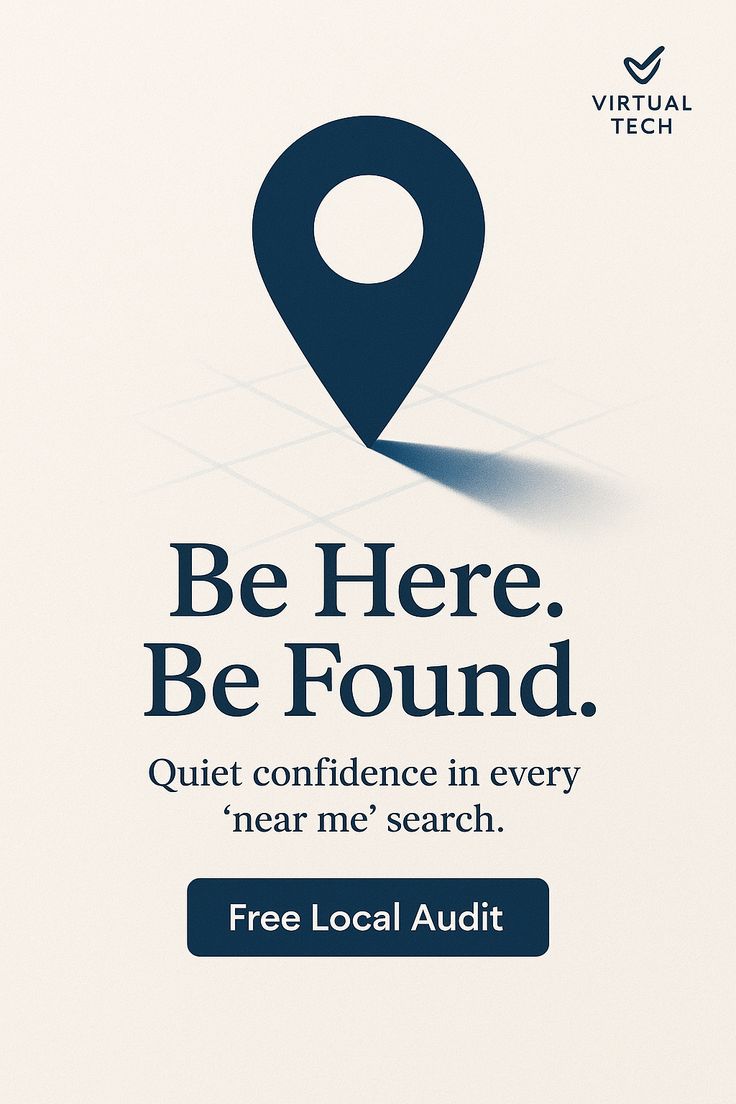 VIRTUAL
TECH
Be Here.
Be Found.
Quiet confidence in every
‘near me’ search.
Free Local Audit